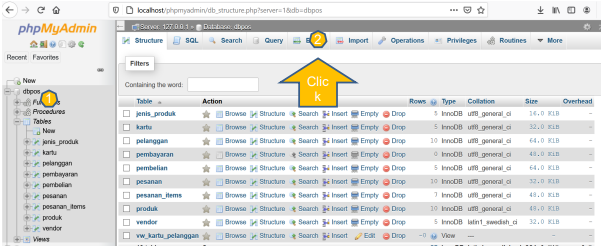 localhost/phpmyadmin/db_structure.php?server=1&db=dbpos
phpMyAdmin
Recent Favorites
New
dbpos
Procedures
Tables
New
jenis_produk
kartu
pelanggan
pembayaran
pembelian
pesanan
pesanan_items
produk
vendor
Views
1
Server: 127.0.0.1 » Database: dbpos
Structure SQL Search Query Import Operations Privileges Routines More
2
Filters
Containing the word:
Clic
k
Table Action Rows Type Collation Size Overhead
jenis_produk Browse Structure Search Insert Empty Drop 5 InnoDB utf8_general_ci 16.0 KiB -
kartu Browse Structure Search Insert Empty Drop 5 InnoDB utf8_general_ci 32.0 KiB -
pelanggan Browse Structure Search Insert Empty Drop 10 InnoDB utf8_general_ci 64.0 KiB -
pembayaran Browse Structure Search Insert Empty Drop 0 InnoDB utf8_general_ci 48.0 KiB -
pembelian Browse Structure Search Insert Empty Drop 5 InnoDB utf8_general_ci 64.0 KiB -
pesanan Browse Structure Search Insert Empty Drop 10 InnoDB utf8_general_ci 32.0 KiB -
pesanan_items Browse Structure Search Insert Empty Drop 7 InnoDB utf8_general_ci 48.0 KiB -
produk Browse Structure Search Insert Empty Drop 10 InnoDB utf8_general_ci 48.0 KiB -
vendor Browse Structure Search Insert Empty Drop 5 InnoDB latin1_swedish_ci 32.0 KiB -
vw_kartu_pelanggan Browse Structure Search Insert Edit Drop ~0 View --- - -